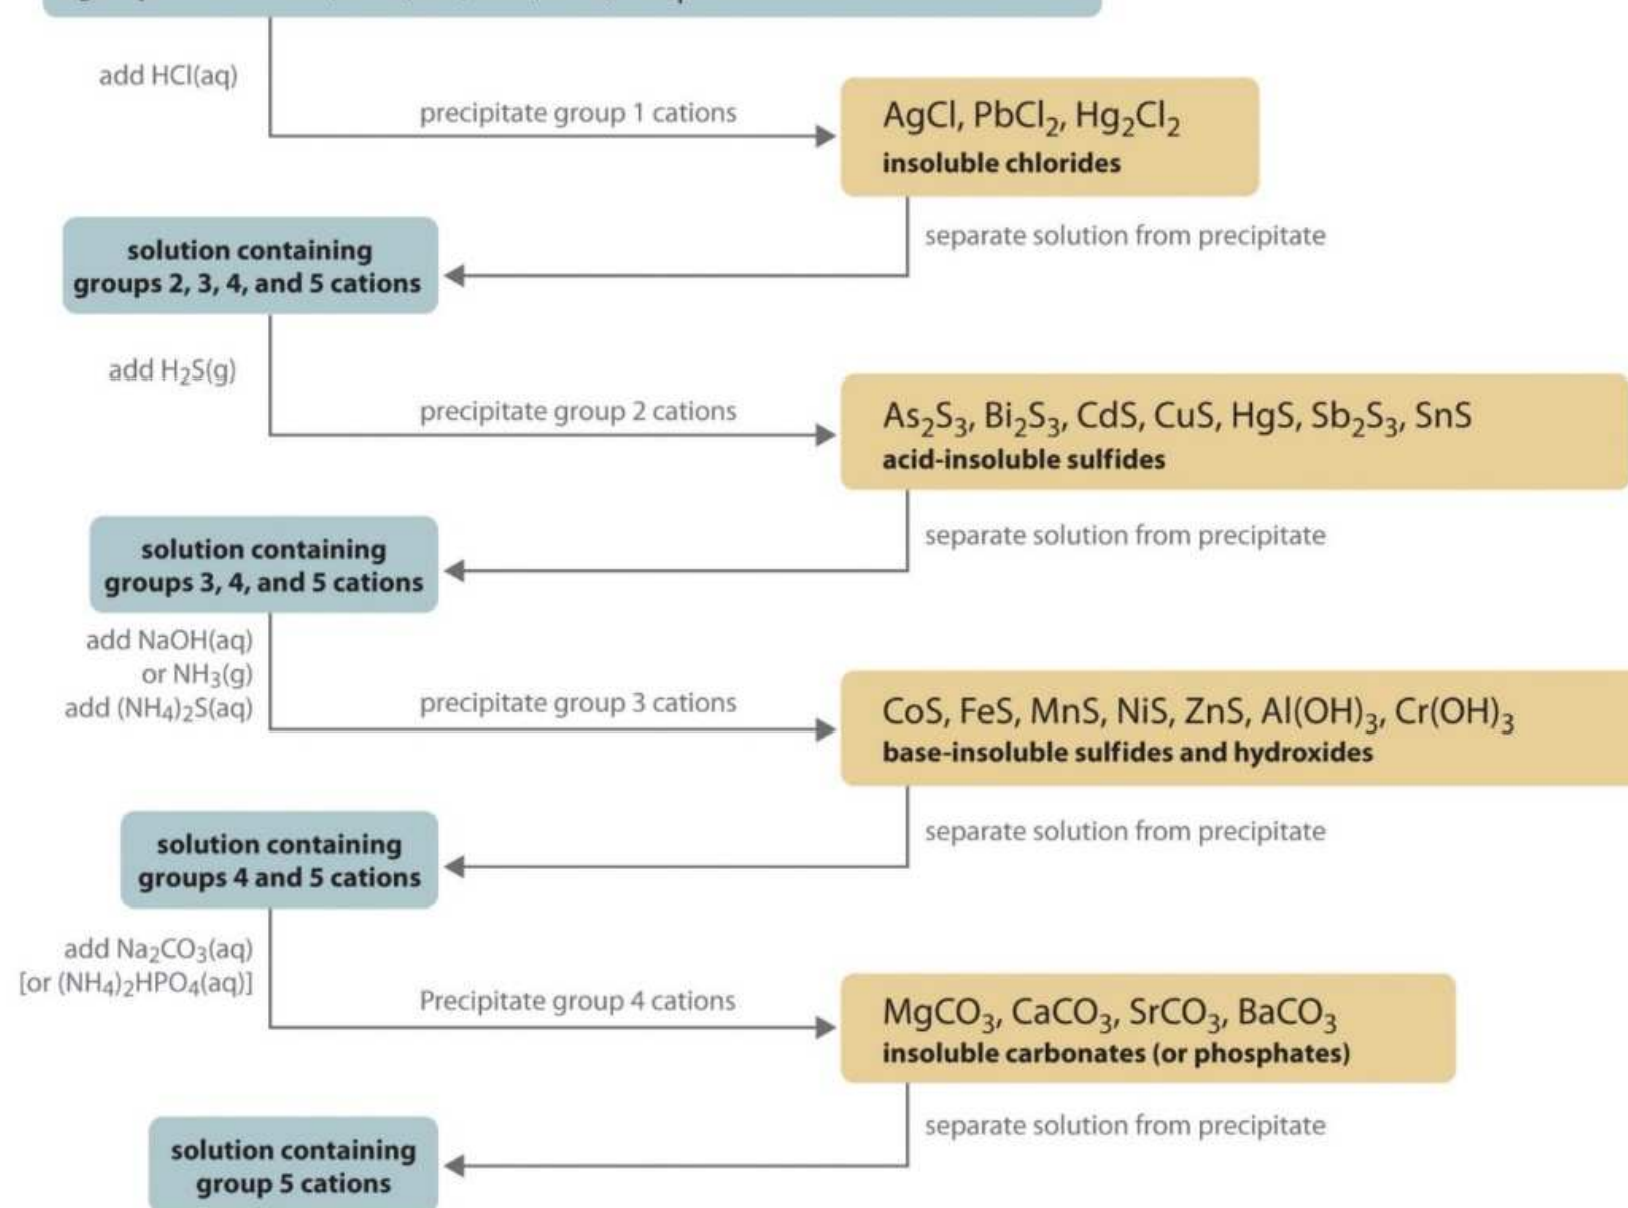 add HCl(aq)
precipitate group 1 cations
AgCl, PbCl₂, Hg₂Cl₂
insoluble chlorides
separate solution from precipitate
solution containing
groups 2, 3, 4, and 5 cations
add H₂S(g)
precipitate group 2 cations
As₂S₃, Bi₂S₃, CdS, CuS, HgS, Sb₂S₃, SnS
acid-insoluble sulfides
separate solution from precipitate
solution containing
groups 3, 4, and 5 cations
add NaOH(aq)
or NH₃(g)
add (NH₄)₂S(aq)
precipitate group 3 cations
CoS, FeS, MnS, NiS, ZnS, Al(OH)₃, Cr(OH)₃
base-insoluble sulfides and hydroxides
separate solution from precipitate
solution containing
groups 4 and 5 cations
add Na₂CO₃(aq)
[or (NH₄)₂HPO₄(aq)]
Precipitate group 4 cations
MgCO₃, CaCO₃, SrCO₃, BaCO₃
insoluble carbonates (or phosphates)
separate solution from precipitate
solution containing
group 5 cations